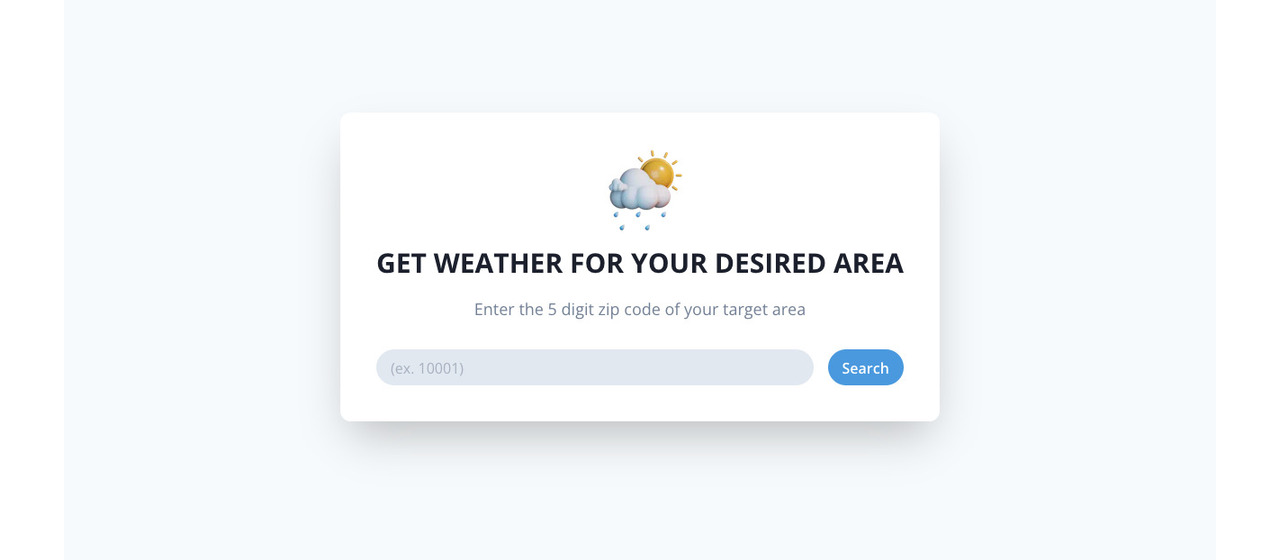 GET WEATHER FOR YOUR DESIRED AREA
Enter the 5 digit zip code of your target area
(ex. 10001)
Search